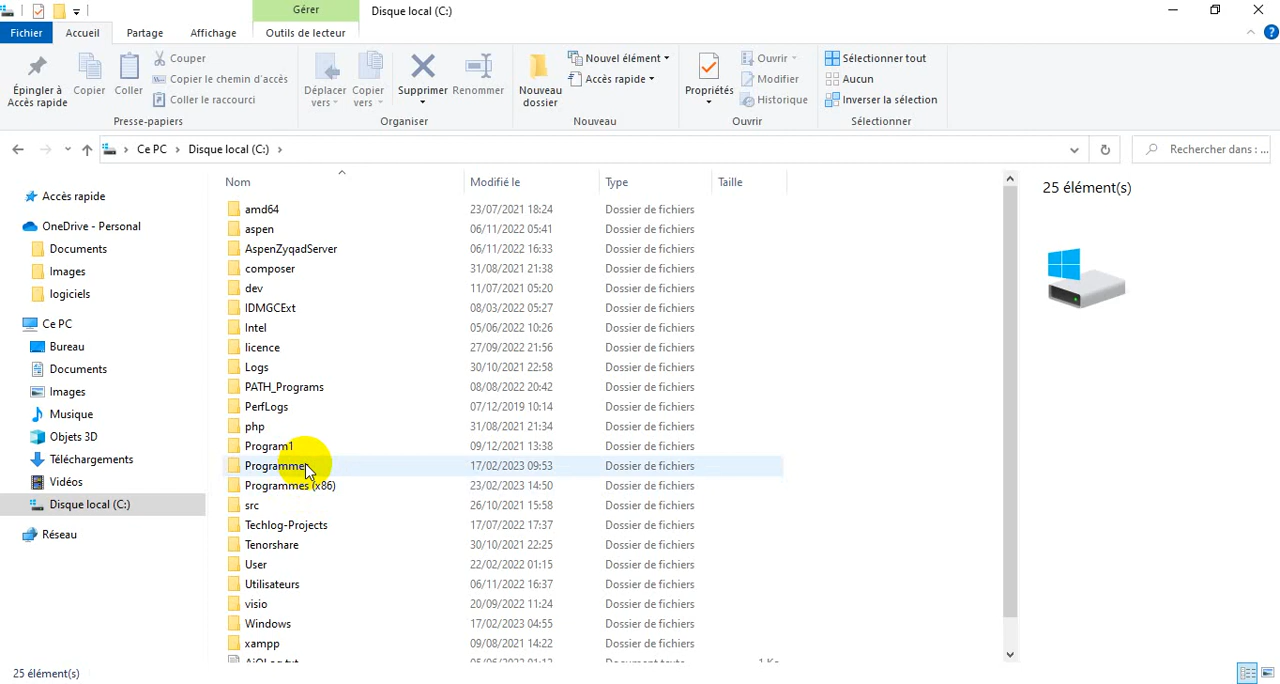 Gérer
Disque local (C:)
Fichier
Accueil
Partage
Affichage
Outils de lecteur
Épingler à
Accès rapide
Copier
Coller
Couper
Copier le chemin d'accès
Coller le raccourci
Presse-papiers
Déplacer
vers
Copier
vers
Supprimer
Renommer
Organiser
Nouveau
dossier
Nouvel élément
Accès rapide
Nouveau
Propriétés
Ouvrir
Modifier
Historique
Ouvrir
Sélectionner tout
Aucun
Inverser la sélection
Sélectionner
Ce PC > Disque local (C:) >
Rechercher dans : ...
Accès rapide
OneDrive - Personal
Documents
Images
logiciels
Ce PC
Bureau
Documents
Images
Musique
Objets 3D
Téléchargements
Vidéos
Disque local (C:)
Réseau
Nom Modifié le Type Taille
amd64 23/07/2021 18:24 Dossier de fichiers
aspen 06/11/2022 05:41 Dossier de fichiers
AspenZyqadServer 06/11/2022 16:33 Dossier de fichiers
composer 31/08/2021 21:38 Dossier de fichiers
dev 11/07/2021 05:20 Dossier de fichiers
IDMGCExt 08/03/2022 05:27 Dossier de fichiers
Intel 05/06/2022 10:26 Dossier de fichiers
licence 27/09/2022 21:56 Dossier de fichiers
Logs 30/10/2021 22:58 Dossier de fichiers
PATH_Programs 08/08/2022 20:42 Dossier de fichiers
PerfLogs 07/12/2019 10:14 Dossier de fichiers
php 31/08/2021 21:34 Dossier de fichiers
Program1 09/12/2021 13:38 Dossier de fichiers
Programmes 17/02/2023 09:53 Dossier de fichiers
Programmes (x86) 23/02/2023 14:50 Dossier de fichiers
src 26/10/2021 15:58 Dossier de fichiers
Techlog-Projects 17/07/2022 17:37 Dossier de fichiers
Tenorshare 30/10/2021 22:25 Dossier de fichiers
User 22/02/2022 01:15 Dossier de fichiers
Utilisateurs 06/11/2022 16:37 Dossier de fichiers
visio 20/09/2022 11:24 Dossier de fichiers
Windows 17/02/2023 04:55 Dossier de fichiers
xampp 09/08/2021 14:22 Dossier de fichiers
25 élément(s)
25 élément(s)